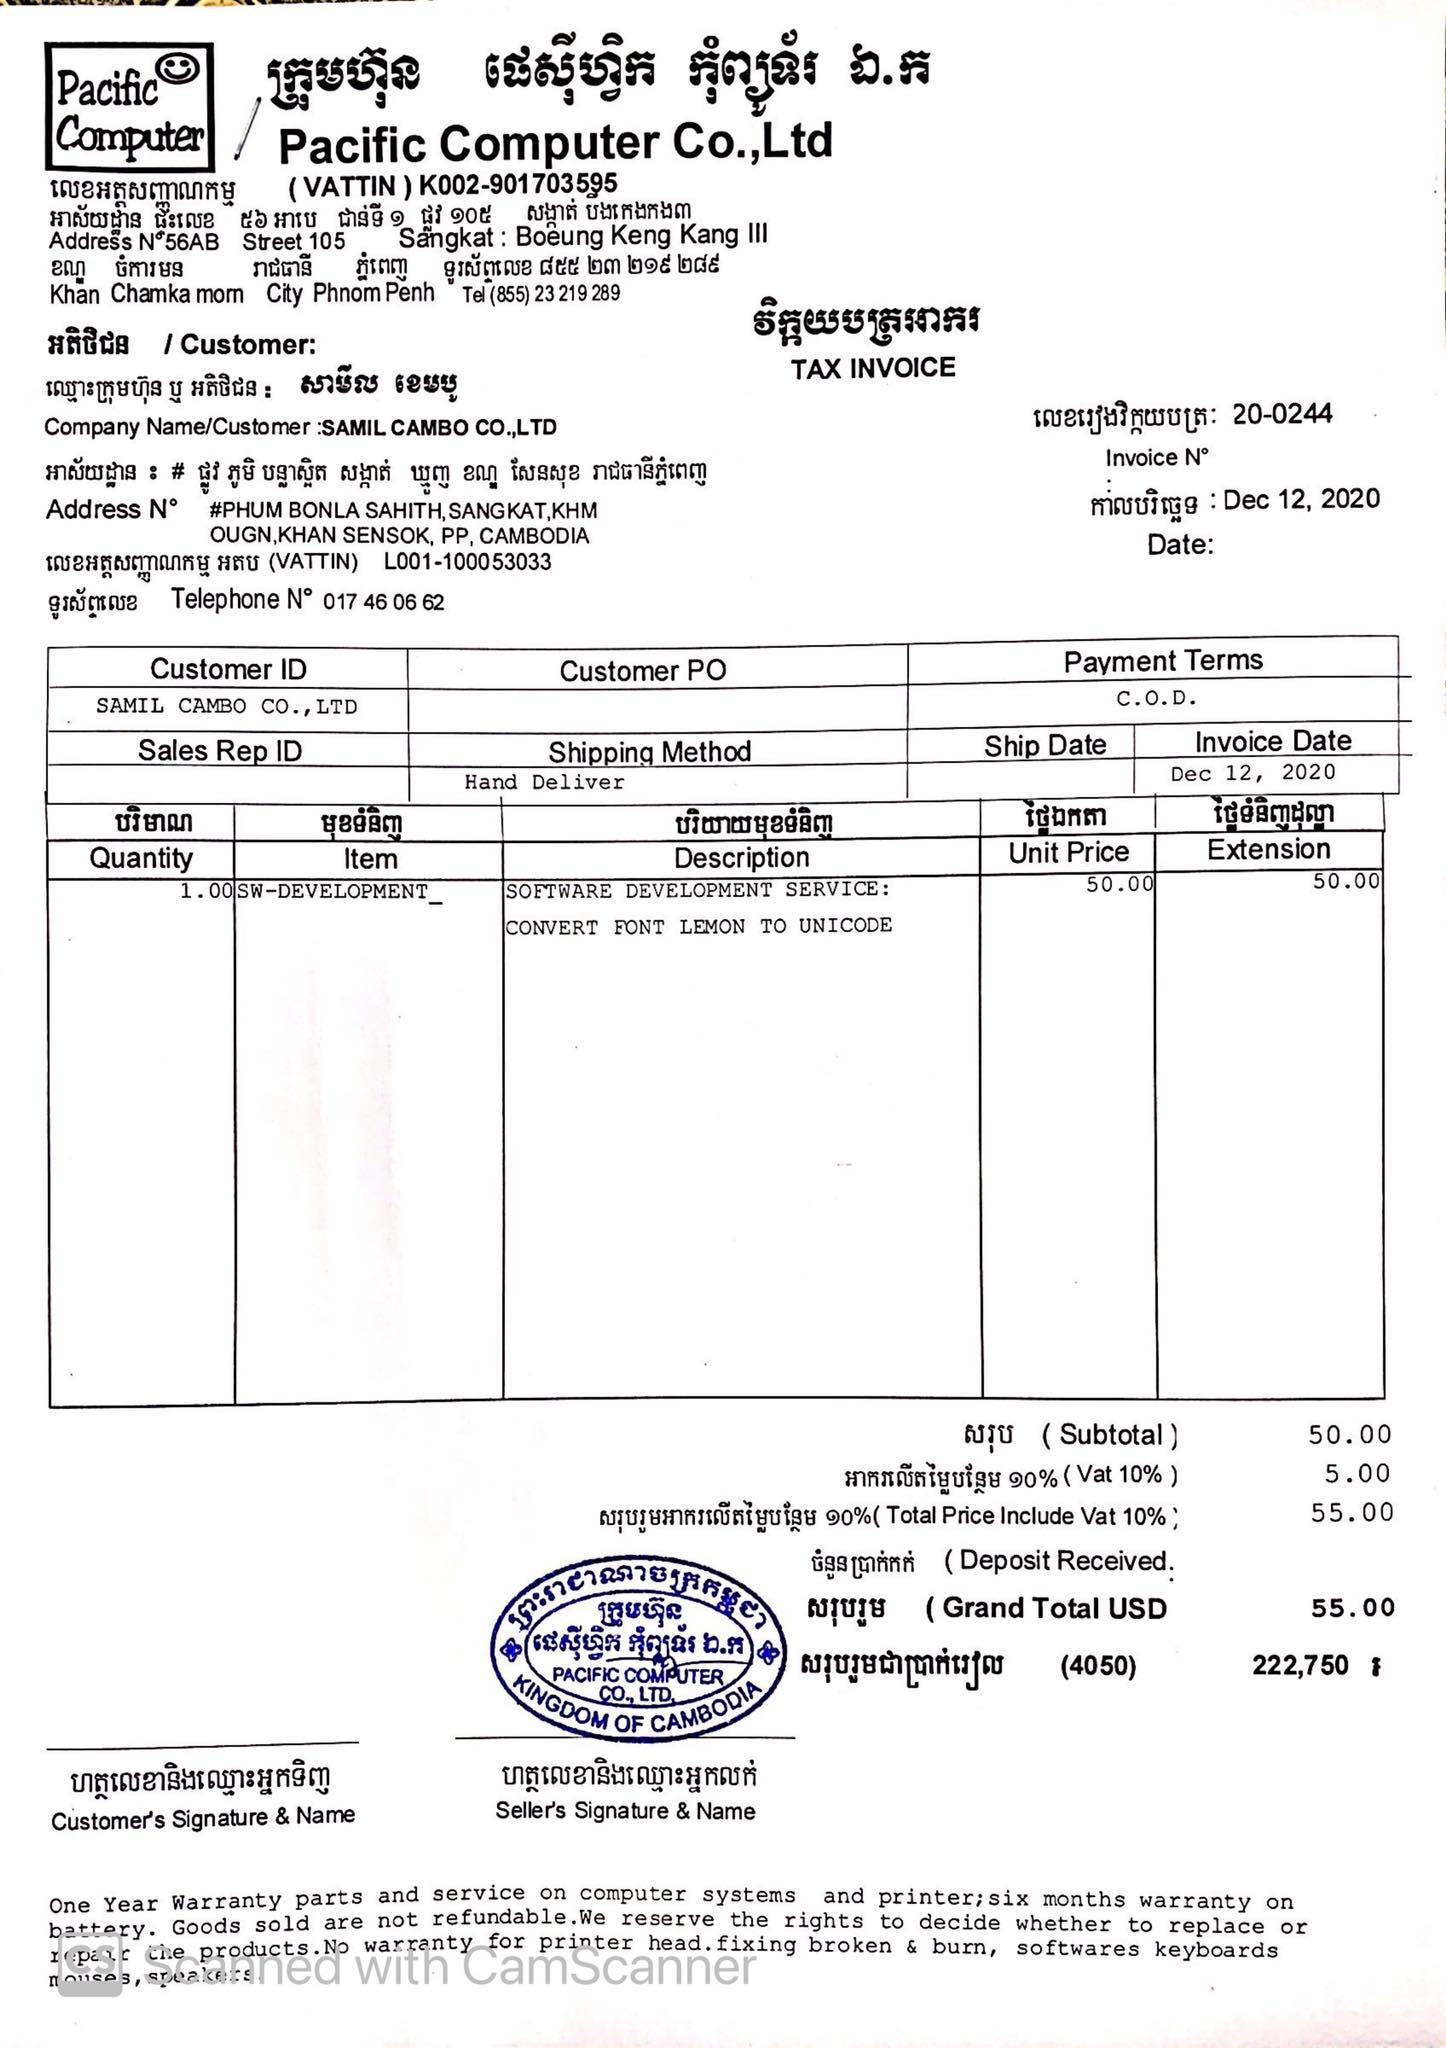 Pacific
Computer
ក្រុមហ៊ុន ផេស៊ីហ្វិក កុំព្យូទ័រ ឯ.ក
Pacific Computer Co.,Ltd
លេខអត្តសញ្ញាណកម្ម (VATTIN) K002-901703595
អាស័យដ្ឋាន ផ្ទះលេខ ៥៦ អាបេ ជាន់ទី ១ ផ្លូវ ១០៥ សង្កាត់ បឹងកេងកង៣
Address N°56AB Street 105 Sangkat : Boeung Keng Kang III
ខណ្ឌ ចំការមន រាជធានី ភ្នំពេញ ទូរស័ព្ទលេខ ៨៥៥ ២៣ ២១៩ ២៨៩
Khan Chamka morn City Phnom Penh Tel (855) 23 219 289
វិក្កយបត្រអាករ
TAX INVOICE
អតិថិជន / Customer:
ឈ្មោះក្រុមហ៊ុន ឬ អតិថិជន : សាមីល ខេមបូ
Company Name/Customer :SAMIL CAMBO CO.,LTD
លេខរៀងវិក្កយបត្រ: 20-0244
Invoice N°
:
អាស័យដ្ឋាន : # ផ្លូវ ភូមិ បន្លាស្អិត សង្កាត់ ឃ្មួញ ខណ្ឌ សែនសុខ រាជធានីភ្នំពេញ
Address N° #PHUM BONLA SAHITH,SANGKAT,KHM
OUGN,KHAN SENSOK, PP, CAMBODIA
កាលបរិច្ឆេទ : Dec 12, 2020
Date:
លេខអត្តសញ្ញាណកម្ម អតប (VATTIN) L001-100053033
ទូរស័ព្ទលេខ Telephone N° 017 46 06 62
Customer ID Customer PO Payment Terms
SAMIL CAMBO CO.,LTD C.O.D.
Sales Rep ID Shipping Method Ship Date Invoice Date
Hand Deliver Dec 12, 2020
បរិមាណ មុខទំនិញ បរិយាយមុខទំនិញ ថ្លៃឯកតា ថ្លៃទំនិញដុល្លា
Quantity Item Description Unit Price Extension
1.00 SW-DEVELOPMENT_ SOFTWARE DEVELOPMENT SERVICE: 50.00 50.00
CONVERT FONT LEMON TO UNICODE
សរុប ( Subtotal ) 50.00
អាករលើតម្លៃបន្ថែម ១០% ( Vat 10% ) 5.00
សរុបរួមអាករលើតម្លៃបន្ថែម ១០% ( Total Price Include Vat 10% ; 55.00
ចំនួនប្រាក់កក់ ( Deposit Received:
សរុបរួម ( Grand Total USD 55.00
សរុបរួមជាប្រាក់រៀល (4050) 222,750 ៛
ព្រះរាជាណាចក្រកម្ពុជា
ក្រុមហ៊ុន
ផេស៊ីហ្វិក កុំព្យូទ័រ ឯ.ក
PACIFIC COMPUTER
CO., LTD.
KINGDOM OF CAMBODIA
ហត្ថលេខានិងឈ្មោះអ្នកទិញ ហត្ថលេខានិងឈ្មោះអ្នកលក់
Customer's Signature & Name Seller's Signature & Name
One Year Warranty parts and service on computer systems and printer;six months warranty on
battery. Goods sold are not refundable.We reserve the rights to decide whether to replace or
repair the products.No warranty for printer head.fixing broken & burn, softwares keyboards
mouses,speakers.
CS Scanned with CamScanner